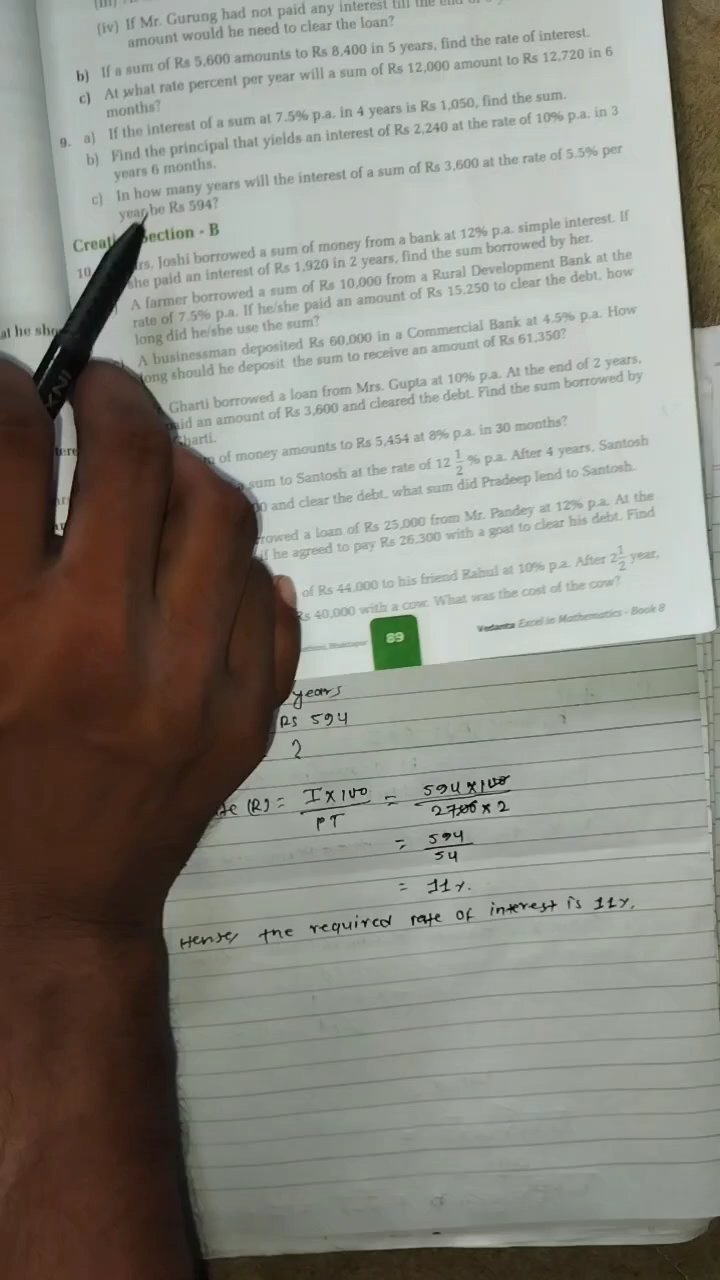 (iv) If Mr. Gurung had not paid any interest till the end of
amount would he need to clear the loan?
b) If a sum of Rs 5,600 amounts to Rs 8,400 in 5 years, find the rate of interest.
c) At what rate percent per year will a sum of Rs 12,000 amount to Rs 12,720 in 6
months?
9. a) If the interest of a sum at 7.5% p.a. in 4 years is Rs 1,050, find the sum.
b) Find the principal that yields an interest of Rs 2,240 at the rate of 10% p.a. in 3
years 6 months.
c) In how many years will the interest of a sum of Rs 3,600 at the rate of 5.5% per
year be Rs 594?
Section - B
10. rs. Joshi borrowed a sum of money from a bank at 12% p.a. simple interest. If
she paid an interest of Rs 1,920 in 2 years, find the sum borrowed by her.
A farmer borrowed a sum of Rs 10,000 from a Rural Development Bank at the
rate of 7.5% p.a. If he/she paid an amount of Rs 15,250 to clear the debt, how
long did he/she use the sum?
A businessman deposited Rs 60,000 in a Commercial Bank at 4.5% p.a. How
long should he deposit the sum to receive an amount of Rs 61,350?
Gharti borrowed a loan from Mrs. Gupta at 10% p.a. At the end of 2 years,
paid an amount of Rs 3,600 and cleared the debt. Find the sum borrowed by
Gharti.
at he sho
of money amounts to Rs 5,454 at 8% p.a. in 30 months?
sum to Santosh at the rate of 12 1/2 % p.a. After 4 years, Santosh
00 and clear the debt, what sum did Pradeep lend to Santosh.
rowed a loan of Rs 25,000 from Mr. Pandey at 12% p.a. At the
if he agreed to pay Rs 26,300 with a goat to clear his debt. Find
of Rs 44,000 to his friend Rahul at 10% p.a. After 2 1/2 year,
Rs 40,000 with a cow. What was the cost of the cow?
89
Vedanta Excel in Mathematics - Book 8
years
Rs 594
?
te (R) = I × 100 / PT = 594 × 100 / 2700 × 2
= 594 / 54
= 11%.
Hense, the required rate of interest is 11%.